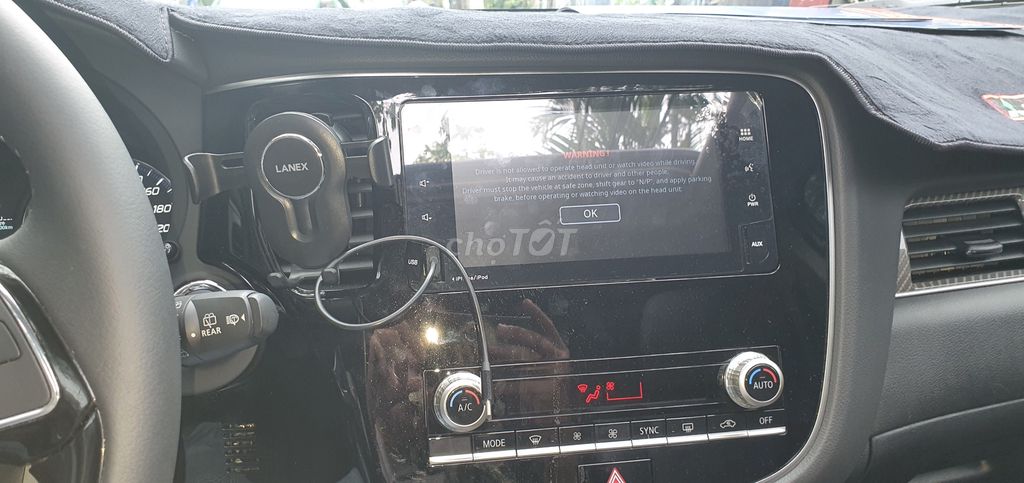 LANEX
WARNING!
Driver is not allowed to operate head unit or watch video while driving.
It may cause an accident to driver and other people.
Driver must stop the vehicle at safe zone, shift gear to "N/P", and apply parking
brake, before operating or watching video on the head unit.
OK
HOME
PWR
AUX
USB
iPhone/iPod
chợTỐT
60
180
REAR
A/C
AUTO
MODE
SYNC
OFF